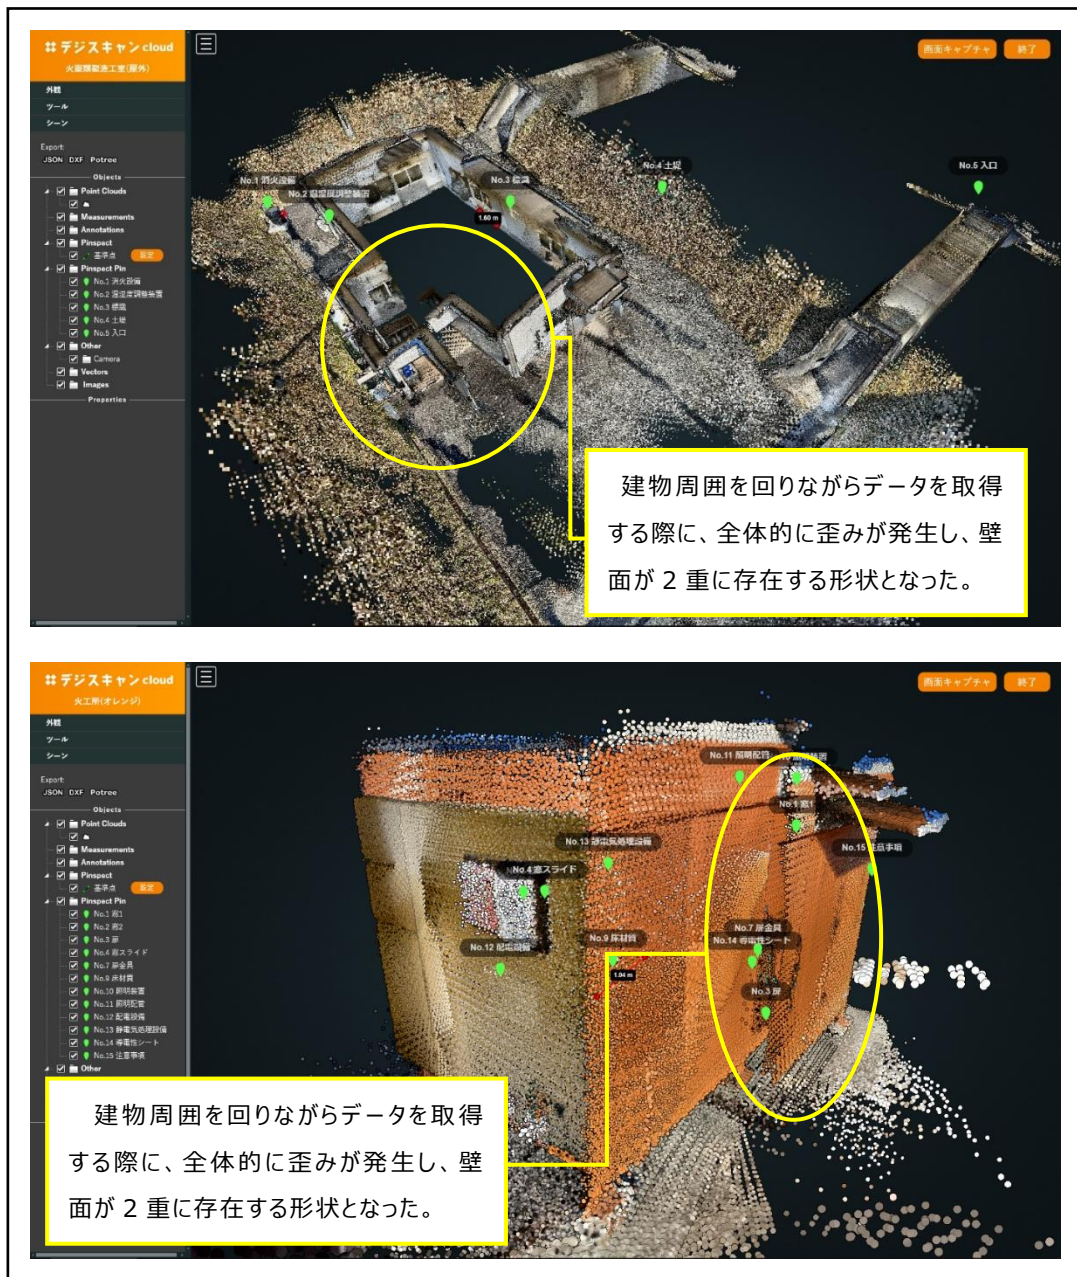 デジスキャン cloud
火薬類製造工室(屋外)
外観
ツール
シーン
Export:
JSON DXF Potree
Objects
Point Clouds
Measurements
Annotations
Pinspect
基準点 設定
Pinspect Pin
No.1 消火設備
No.2 温湿度調整装置
No.3 標識
No.4 土堤
No.5 入口
Other
Camera
Vectors
Images
Properties
画面キャプチャ 終了
No.1 消火設備
No.2 温湿度調整装置
No.3 標識
1.60 m
No.4 土堤
No.5 入口
建物周囲を回りながらデータを取得
する際に、全体的に歪みが発生し、壁
面が 2 重に存在する形状となった。
デジスキャン cloud
火工所(オレンジ)
外観
ツール
シーン
Export:
JSON DXF Potree
Objects
Point Clouds
Measurements
Annotations
Pinspect
基準点 設定
Pinspect Pin
No.1 窓1
No.2 窓2
No.3 扉
No.4 窓スライド
No.7 扉金具
No.9 床材質
No.10 照明装置
No.11 照明配管
No.12 配電設備
No.13 静電気処理設備
No.14 導電性シート
No.15 注意事項
Other
画面キャプチャ 終了
No.11 照明配管
No.1 窓1
No.15 注意事項
No.13 静電気処理設備
No.4 窓スライド
No.7 扉金具
No.14 導電性シート
No.9 床材質
No.12 配電設備
1.94 m
No.3 扉
建物周囲を回りながらデータを取得
する際に、全体的に歪みが発生し、壁
面が 2 重に存在する形状となった。